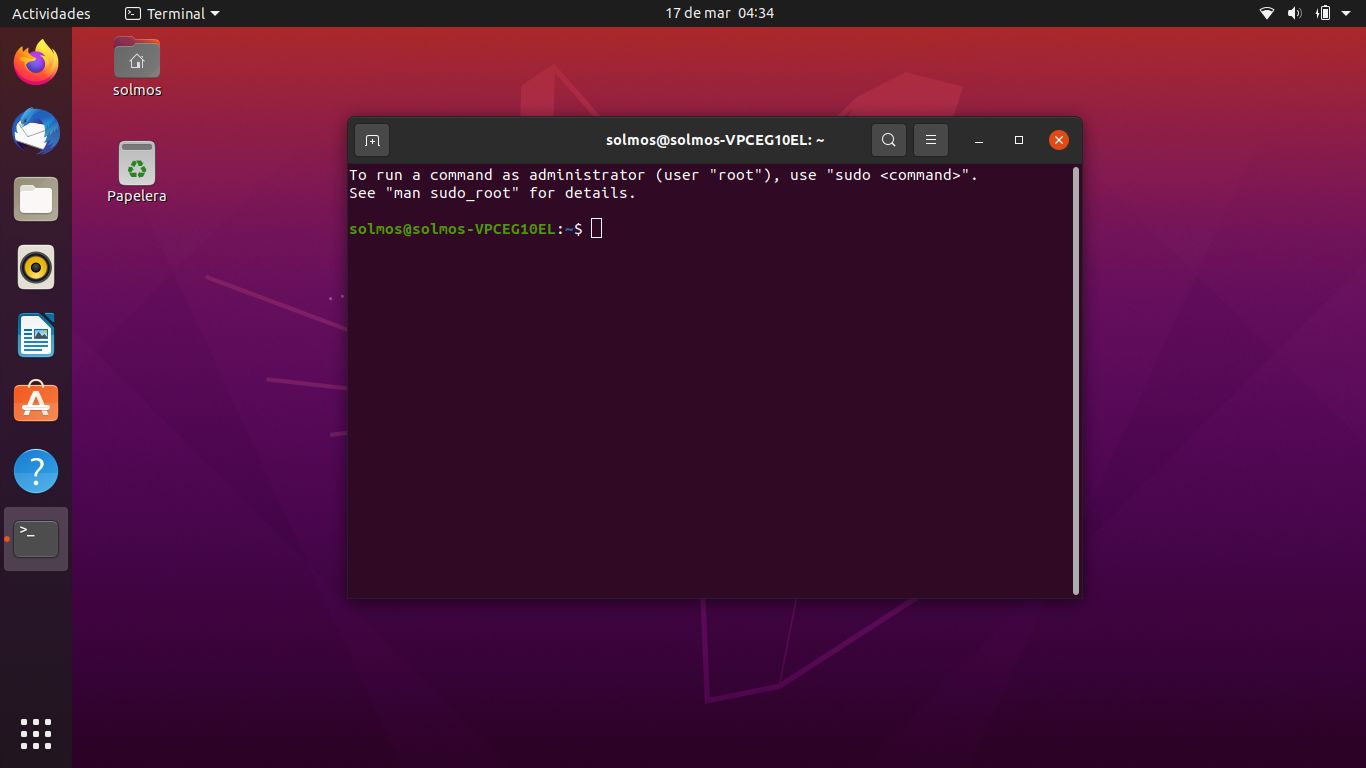 Actividades
Terminal
17 de mar 04:34
solmos
Papelera
solmos@solmos-VPCEG10EL: ~
To run a command as administrator (user "root"), use "sudo <command>".
See "man sudo_root" for details.
solmos@solmos-VPCEG10EL:~$